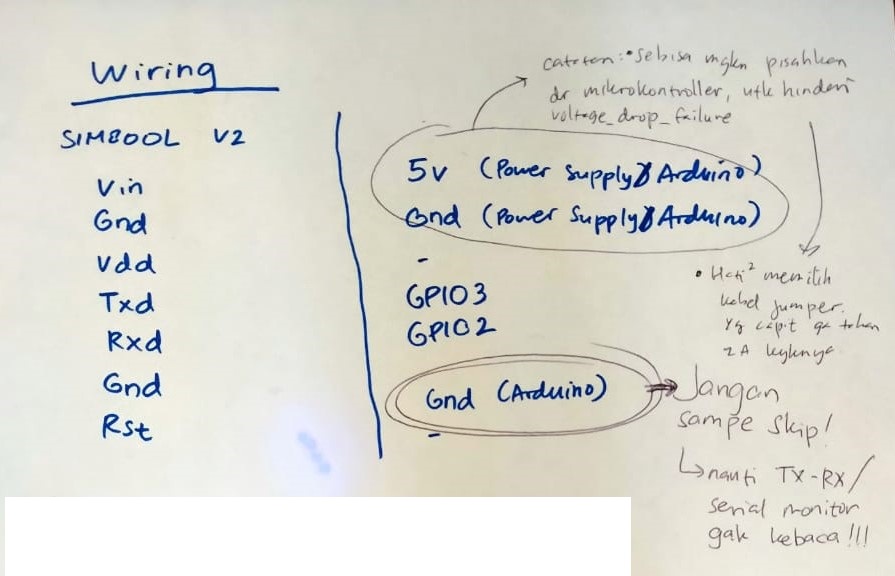 Wiring
catatan: • sebisa mgkn pisahkan
dr mikrokontroller, utk hindari
voltage_drop_failure
SIM800L V2
Vin
5v (Power Supply / Arduino)
Gnd
Gnd (Power Supply / Arduino)
Vdd
-
Txd
GPIO3
Rxd
GPIO2
Gnd
Gnd (Arduino)
Rst
-
• Hati² memilih
kabel jumper.
Yg capit ga tahan
2A kyknya
Jangan
sampe skip!
nanti TX-RX/
serial monitor
gak kebaca!!!